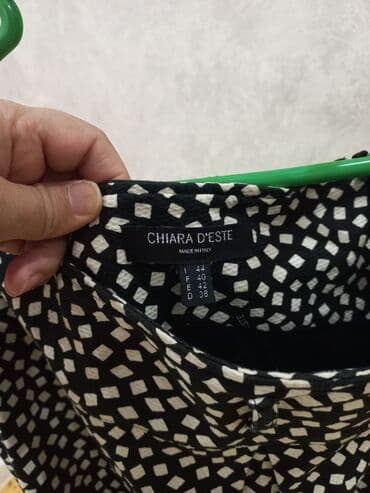 CHIARA D'ESTE
MADE IN ITALY
I 44
F 40
E 42
D 38